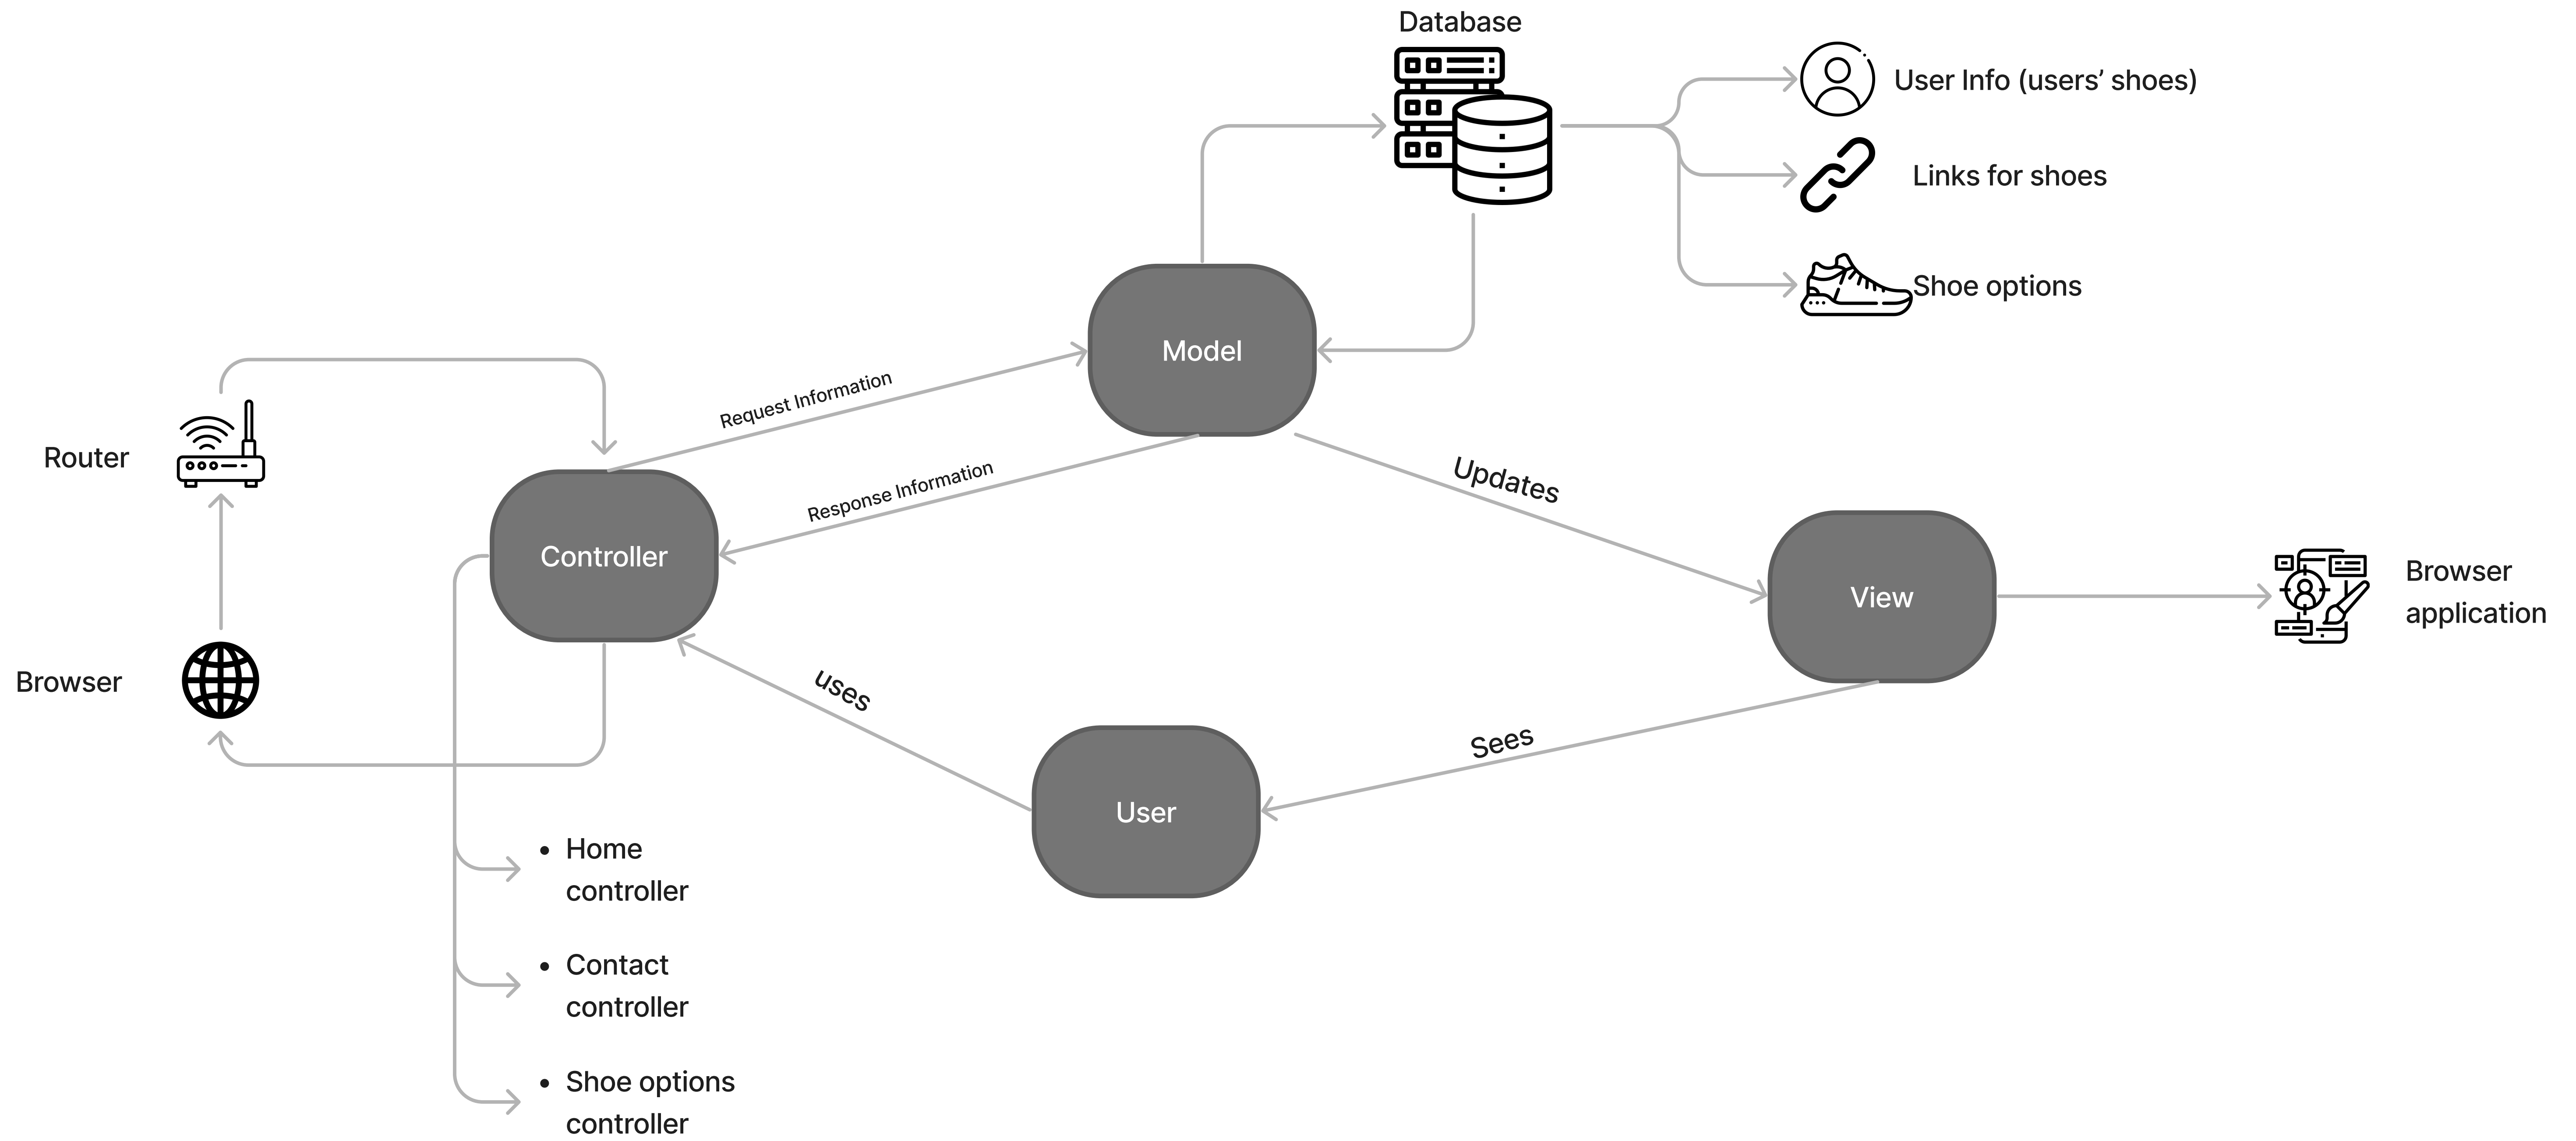 Database
User Info (users’ shoes)
Links for shoes
Shoe options
Model
Request Information
Response Information
Updates
Router
Controller
Browser
View
Browser
application
uses
Sees
User
• Home
controller
• Contact
controller
• Shoe options
controller